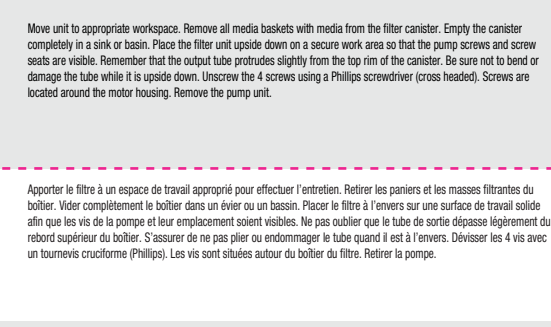 Move unit to appropriate workspace. Remove all media baskets with media from the filter canister. Empty the canister
completely in a sink or basin. Place the filter unit upside down on a secure work area so that the pump screws and screw
seats are visible. Remember that the output tube protrudes slightly from the top rim of the canister. Be sure not to bend or
damage the tube while it is upside down. Unscrew the 4 screws using a Phillips screwdriver (cross headed). Screws are
located around the motor housing. Remove the pump unit.
Apporter le filtre à un espace de travail approprié pour effectuer l'entretien. Retirer les paniers et les masses filtrantes du
boîtier. Vider complètement le boîtier dans un évier ou un bassin. Placer le filtre à l'envers sur une surface de travail solide
afin que les vis de la pompe et leur emplacement soient visibles. Ne pas oublier que le tube de sortie dépasse légèrement du
rebord supérieur du boîtier. S'assurer de ne pas plier ou endommager le tube quand il est à l'envers. Dévisser les 4 vis avec
un tournevis cruciforme (Phillips). Les vis sont situées autour du boîtier du filtre. Retirer la pompe.